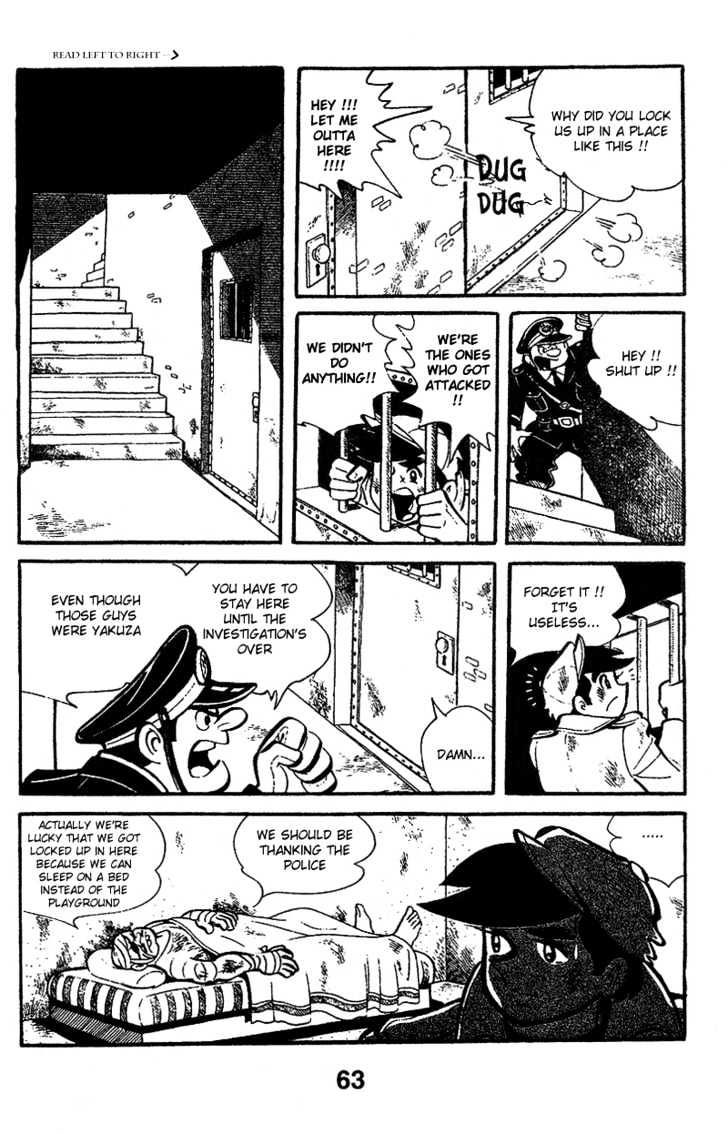 READ LEFT TO RIGHT -->
HEY !!!
LET ME
OUTTA
HERE
!!!!
DUG
DUG
WHY DID YOU LOCK
US UP IN A PLACE
LIKE THIS !!
WE DIDN'T
DO
ANYTHING!!
WE'RE
THE ONES
WHO GOT
ATTACKED
!!
HEY !!
SHUT UP !!
EVEN THOUGH
THOSE GUYS
WERE YAKUZA
YOU HAVE TO
STAY HERE
UNTIL THE
INVESTIGATION'S
OVER
DAMN...
FORGET IT !!
IT'S
USELESS...
ACTUALLY WE'RE
LUCKY THAT WE GOT
LOCKED UP IN HERE
BECAUSE WE CAN
SLEEP ON A BED
INSTEAD OF THE
PLAYGROUND
WE SHOULD BE
THANKING THE
POLICE
.....
63